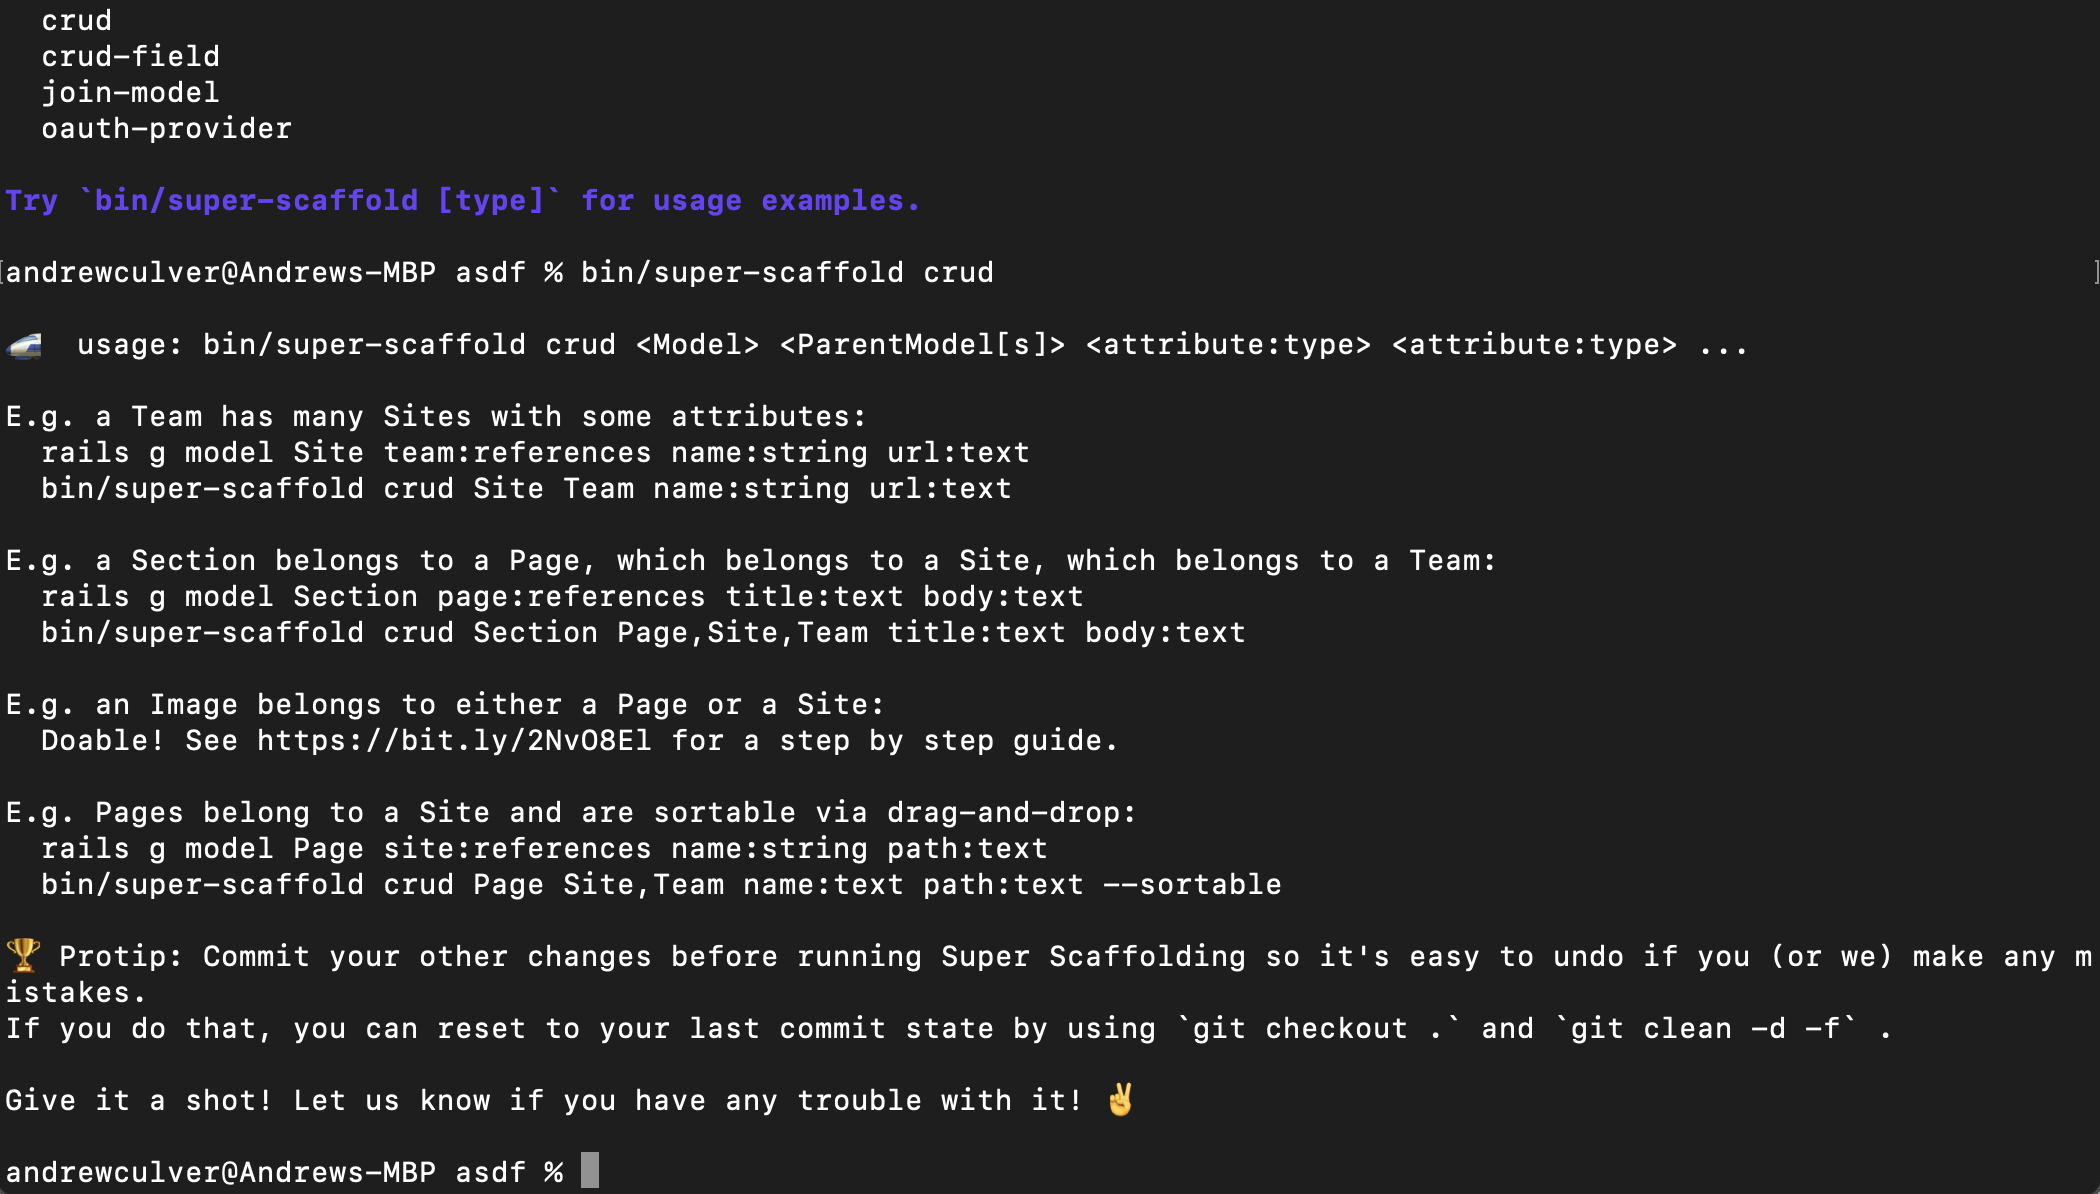 crud
crud-field
join-model
oauth-provider
Try `bin/super-scaffold [type]` for usage examples.
[andrewculver@Andrews-MBP asdf % bin/super-scaffold crud ]
🚅 usage: bin/super-scaffold crud <Model> <ParentModel[s]> <attribute:type> <attribute:type> ...
E.g. a Team has many Sites with some attributes:
rails g model Site team:references name:string url:text
bin/super-scaffold crud Site Team name:string url:text
E.g. a Section belongs to a Page, which belongs to a Site, which belongs to a Team:
rails g model Section page:references title:text body:text
bin/super-scaffold crud Section Page,Site,Team title:text body:text
E.g. an Image belongs to either a Page or a Site:
Doable! See https://bit.ly/2NvO8El for a step by step guide.
E.g. Pages belong to a Site and are sortable via drag-and-drop:
rails g model Page site:references name:string path:text
bin/super-scaffold crud Page Site,Team name:text path:text --sortable
🏆 Protip: Commit your other changes before running Super Scaffolding so it's easy to undo if you (or we) make any m
istakes.
If you do that, you can reset to your last commit state by using `git checkout .` and `git clean -d -f` .
Give it a shot! Let us know if you have any trouble with it! ✌️
andrewculver@Andrews-MBP asdf %